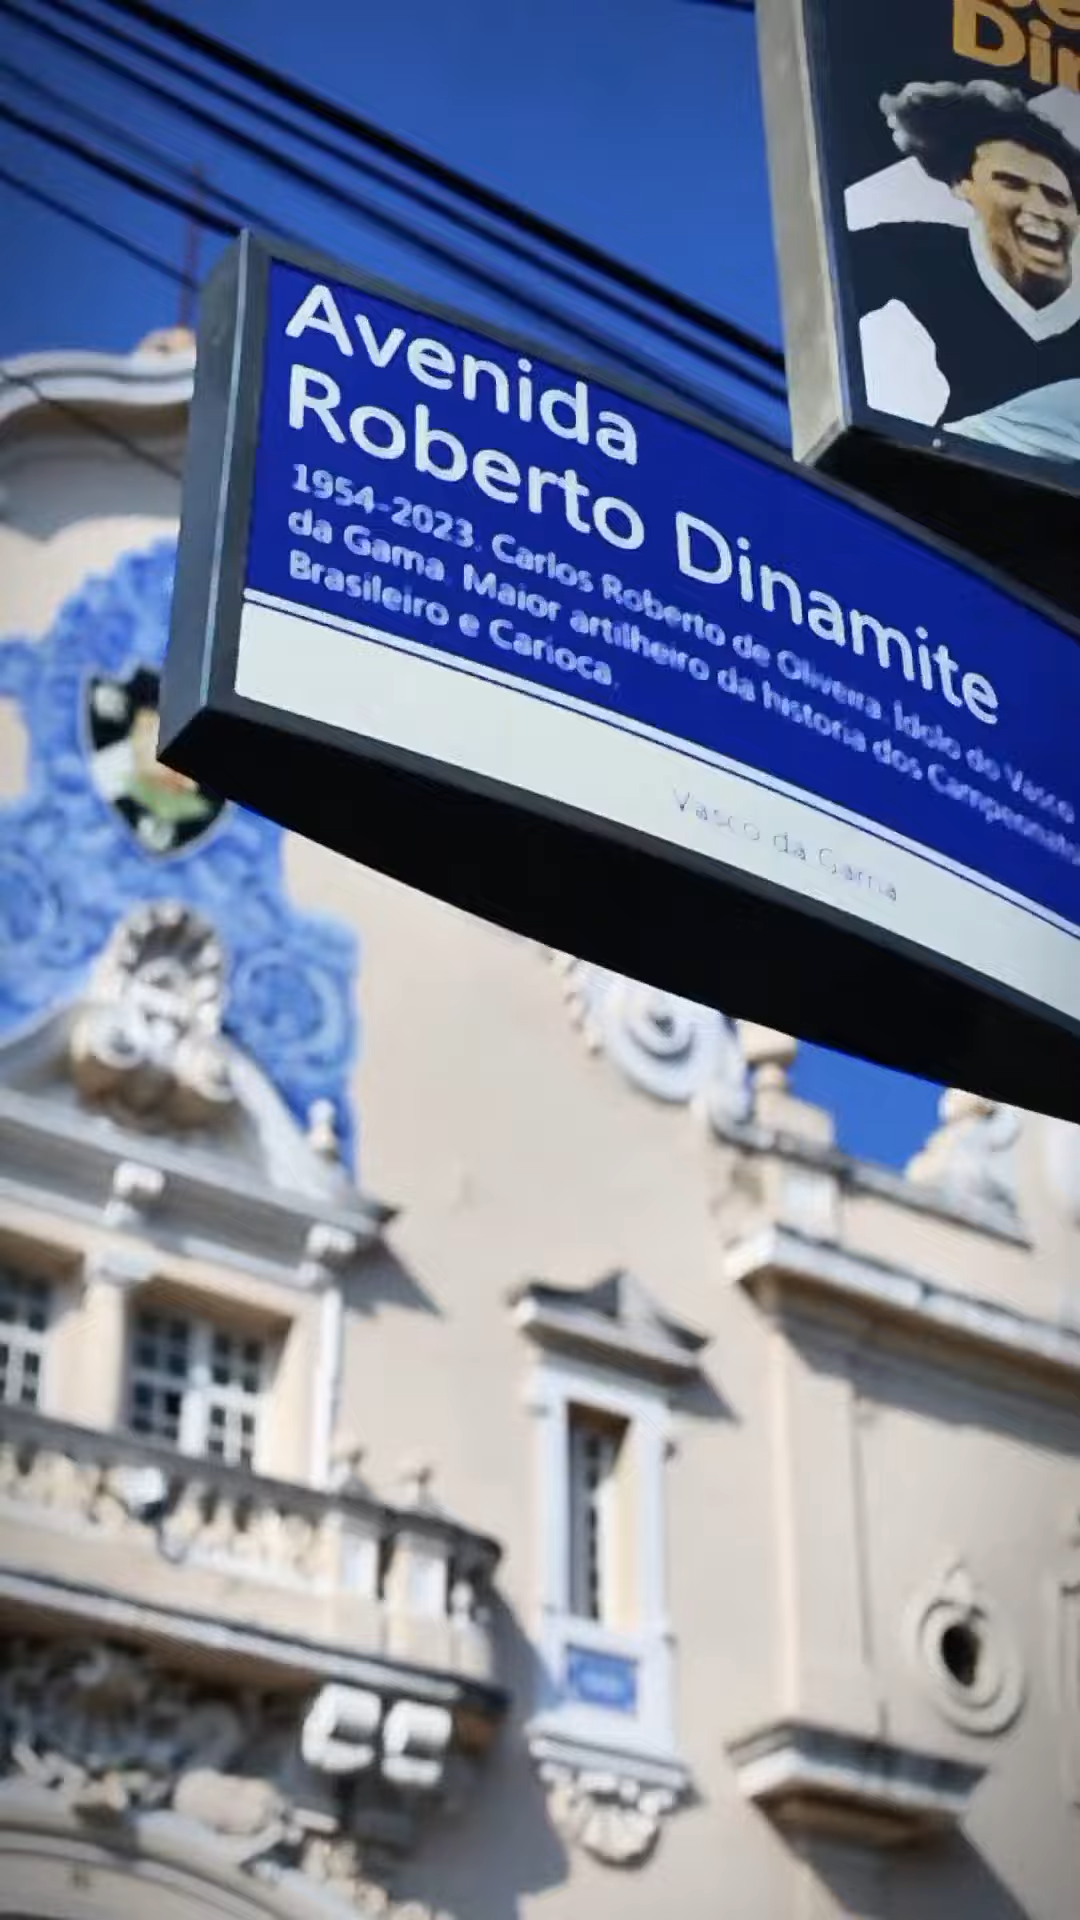 Avenida
Roberto Dinamite
1954-2023. Carlos Roberto de Oliveira. Ídolo do Vasco
da Gama. Maior artilheiro da história dos Campeonatos
Brasileiro e Carioca.
Vasco da Gama
Din